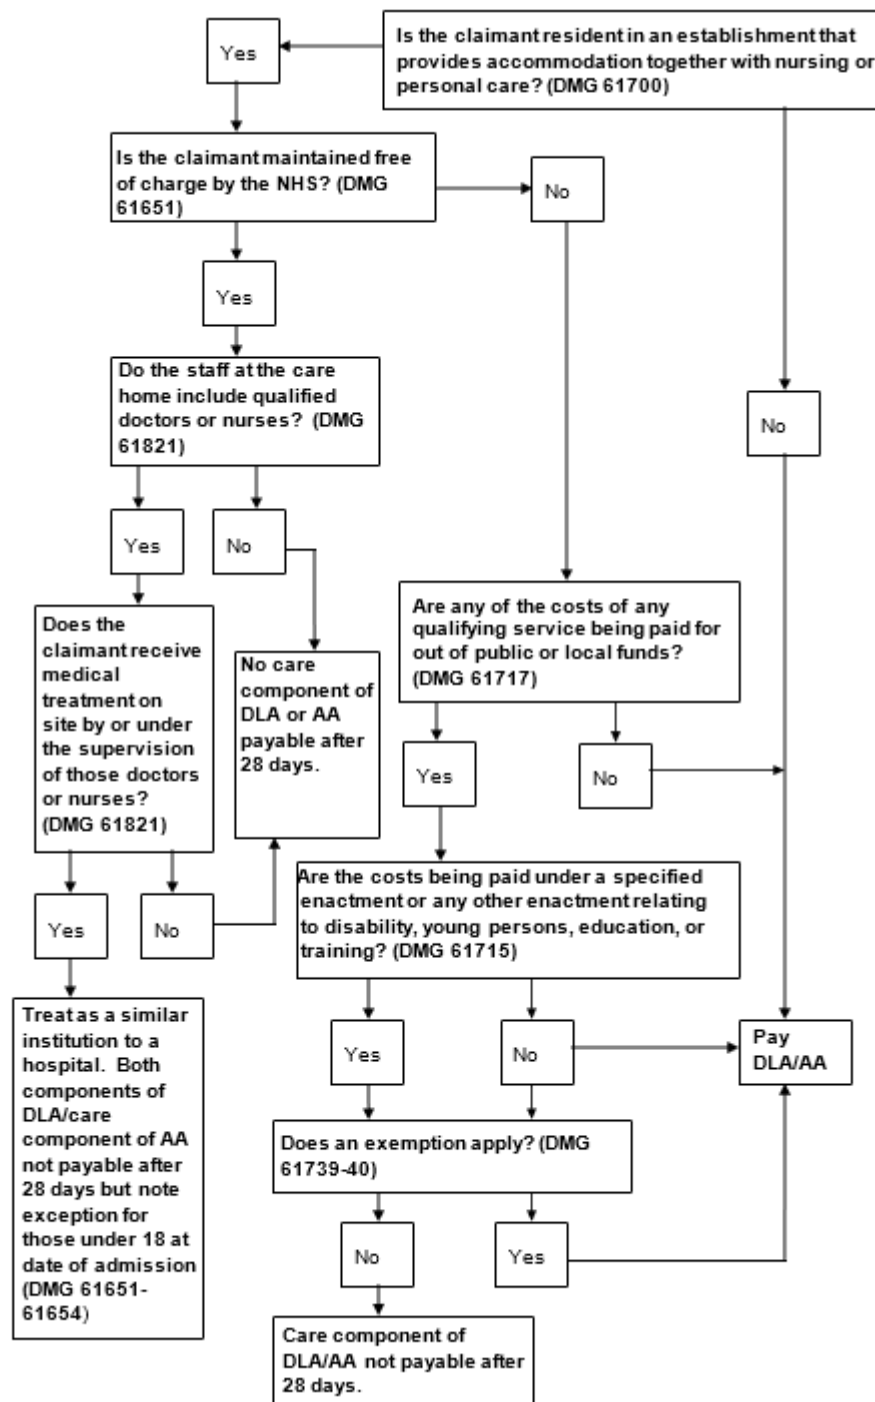 Is the claimant resident in an establishment that
provides accommodation together with nursing or
personal care? (DMG 61700)
Yes
Is the claimant maintained free
of charge by the NHS? (DMG
61651)
No
Yes
Do the staff at the care
home include qualified
doctors or nurses? (DMG
61821)
No
Yes
No
Does the
claimant receive
medical
treatment on
site by or under
the supervision
of those doctors
or nurses?
(DMG 61821)
No care
component of
DLA or AA
payable after
28 days.
Are any of the costs of any
qualifying service being paid for
out of public or local funds?
(DMG 61717)
Yes
No
Yes
No
Are the costs being paid under a specified
enactment or any other enactment relating
to disability, young persons, education, or
training? (DMG 61715)
Treat as a similar
institution to a
hospital. Both
components of
DLA/care
component of AA
not payable after
28 days but note
exception for
those under 18 at
date of admission
(DMG 61651-
61654)
Yes
No
Pay
DLA/AA
Does an exemption apply? (DMG
61739-40)
No
Yes
Care component of
DLA/AA not payable after
28 days.